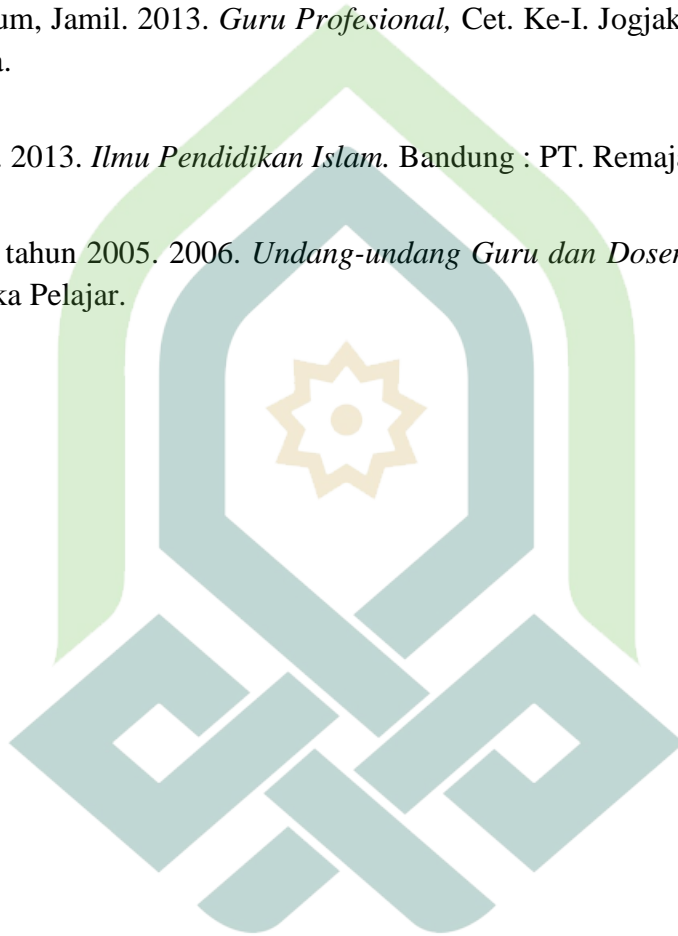 um, Jamil. 2013. Guru Profesional, Cet. Ke-I. Jogjak
a.
. 2013. Ilmu Pendidikan Islam. Bandung : PT. Remaja
tahun 2005. 2006. Undang-undang Guru dan Dosen
ka Pelajar.